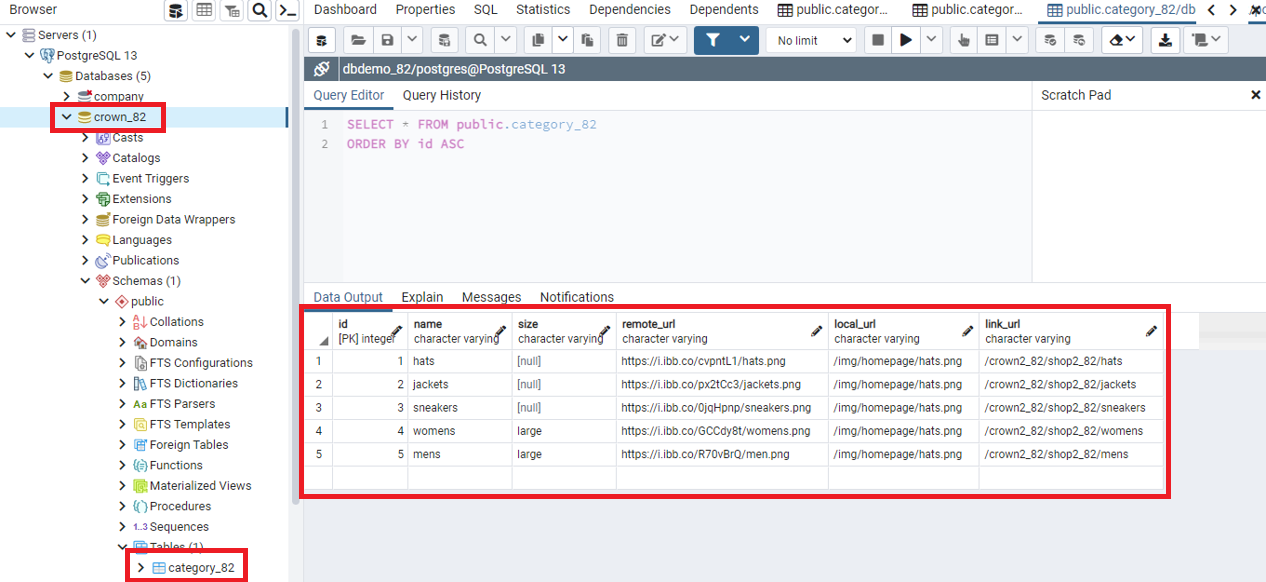 Browser
Dashboard Properties SQL Statistics Dependencies Dependents public.categor... public.categor... public.category_82/db
Servers (1)
PostgreSQL 13
Databases (5)
company
crown_82
Casts
Catalogs
Event Triggers
Extensions
Foreign Data Wrappers
Languages
Publications
Schemas (1)
public
Collations
Domains
FTS Configurations
FTS Dictionaries
Aa FTS Parsers
FTS Templates
Foreign Tables
Functions
Materialized Views
Procedures
1..3 Sequences
Tables (1)
category_82
No limit
dbdemo_82/postgres@PostgreSQL 13
Query Editor Query History
Scratch Pad
1 SELECT * FROM public.category_82
2 ORDER BY id ASC
Data Output Explain Messages Notifications
id name size remote_url local_url link_url
[PK] integer character varying character varying character varying character varying character varying
1 1 hats [null] https://i.ibb.co/cvpntL1/hats.png /img/homepage/hats.png /crown2_82/shop2_82/hats
2 2 jackets [null] https://i.ibb.co/px2tCc3/jackets.png /img/homepage/hats.png /crown2_82/shop2_82/jackets
3 3 sneakers [null] https://i.ibb.co/0jqHpnp/sneakers.png /img/homepage/hats.png /crown2_82/shop2_82/sneakers
4 4 womens large https://i.ibb.co/GCCdy8t/womens.png /img/homepage/hats.png /crown2_82/shop2_82/womens
5 5 mens large https://i.ibb.co/R70vBrQ/men.png /img/homepage/hats.png /crown2_82/shop2_82/mens